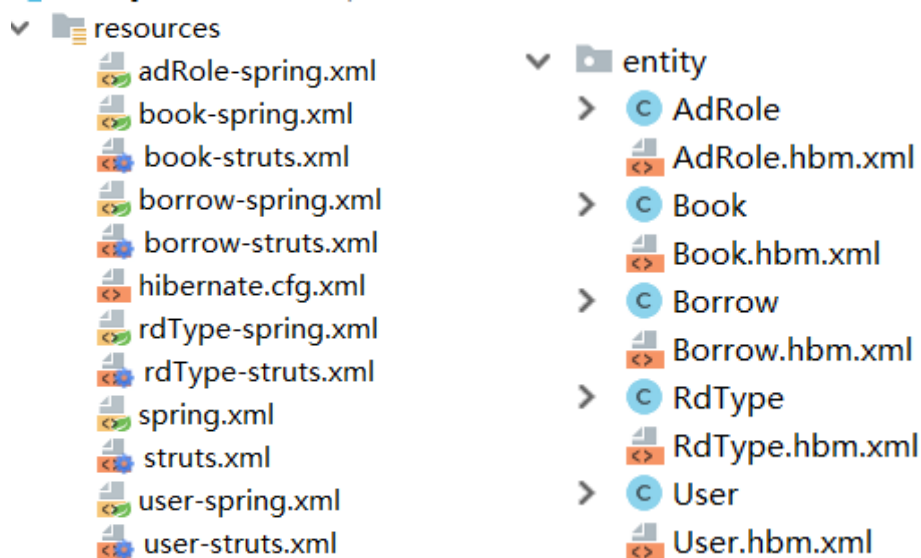 resources
adRole-spring.xml
book-spring.xml
book-struts.xml
borrow-spring.xml
borrow-struts.xml
hibernate.cfg.xml
rdType-spring.xml
rdType-struts.xml
spring.xml
struts.xml
user-spring.xml
user-struts.xml
entity
C AdRole
AdRole.hbm.xml
C Book
Book.hbm.xml
C Borrow
Borrow.hbm.xml
C RdType
RdType.hbm.xml
C User
User.hbm.xml